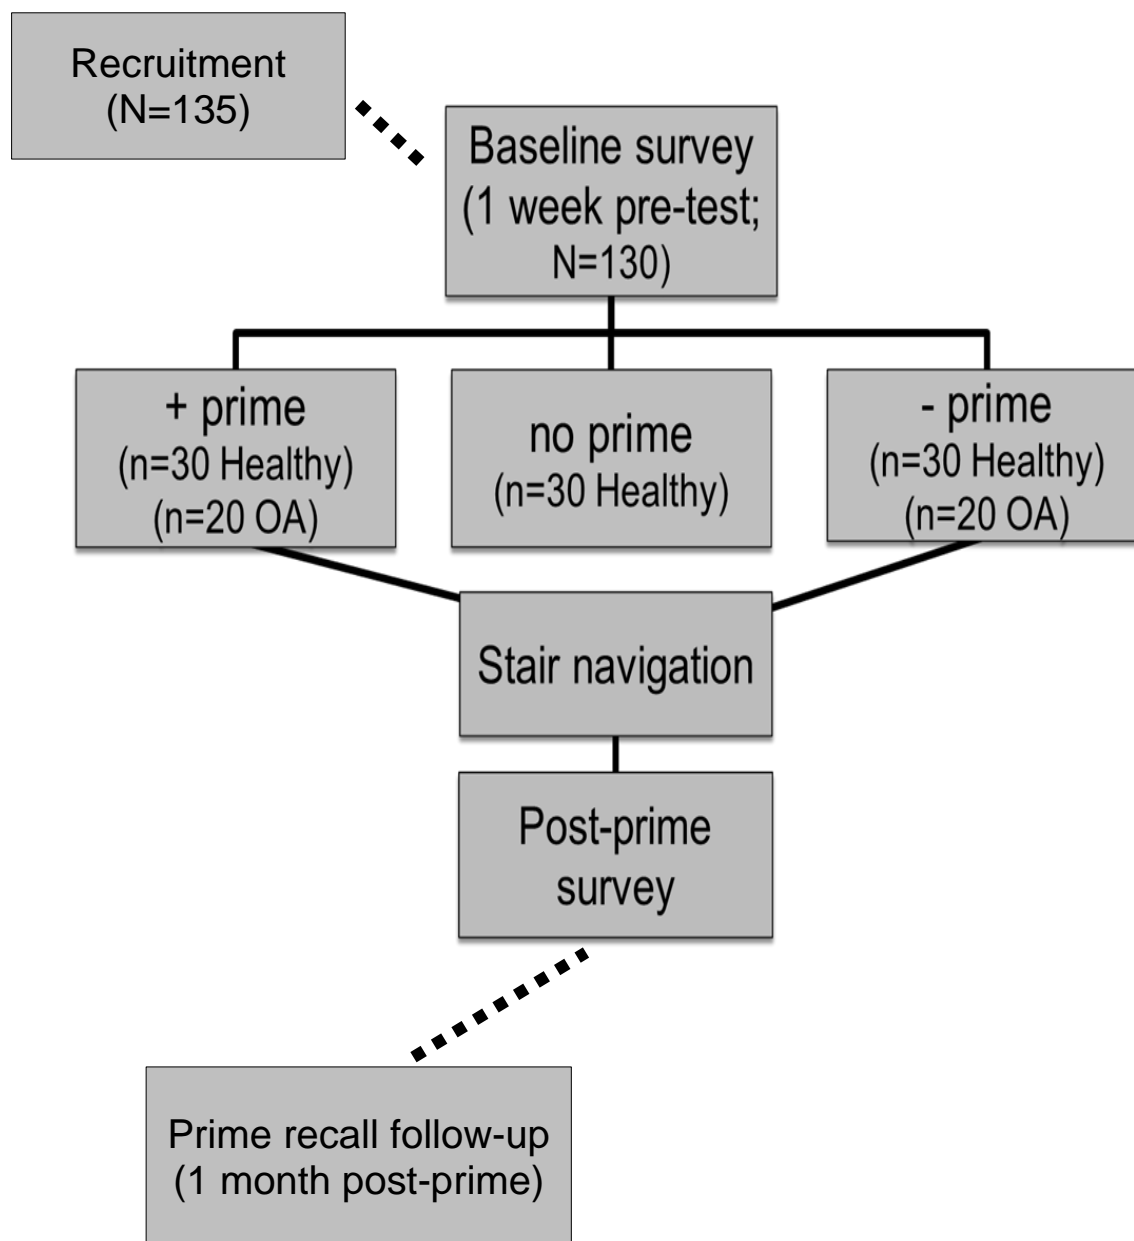 Recruitment
(N=135)
Baseline survey
(1 week pre-test;
N=130)
+ prime
(n=30 Healthy)
(n=20 OA)
no prime
(n=30 Healthy)
- prime
(n=30 Healthy)
(n=20 OA)
Stair navigation
Post-prime
survey
Prime recall follow-up
(1 month post-prime)